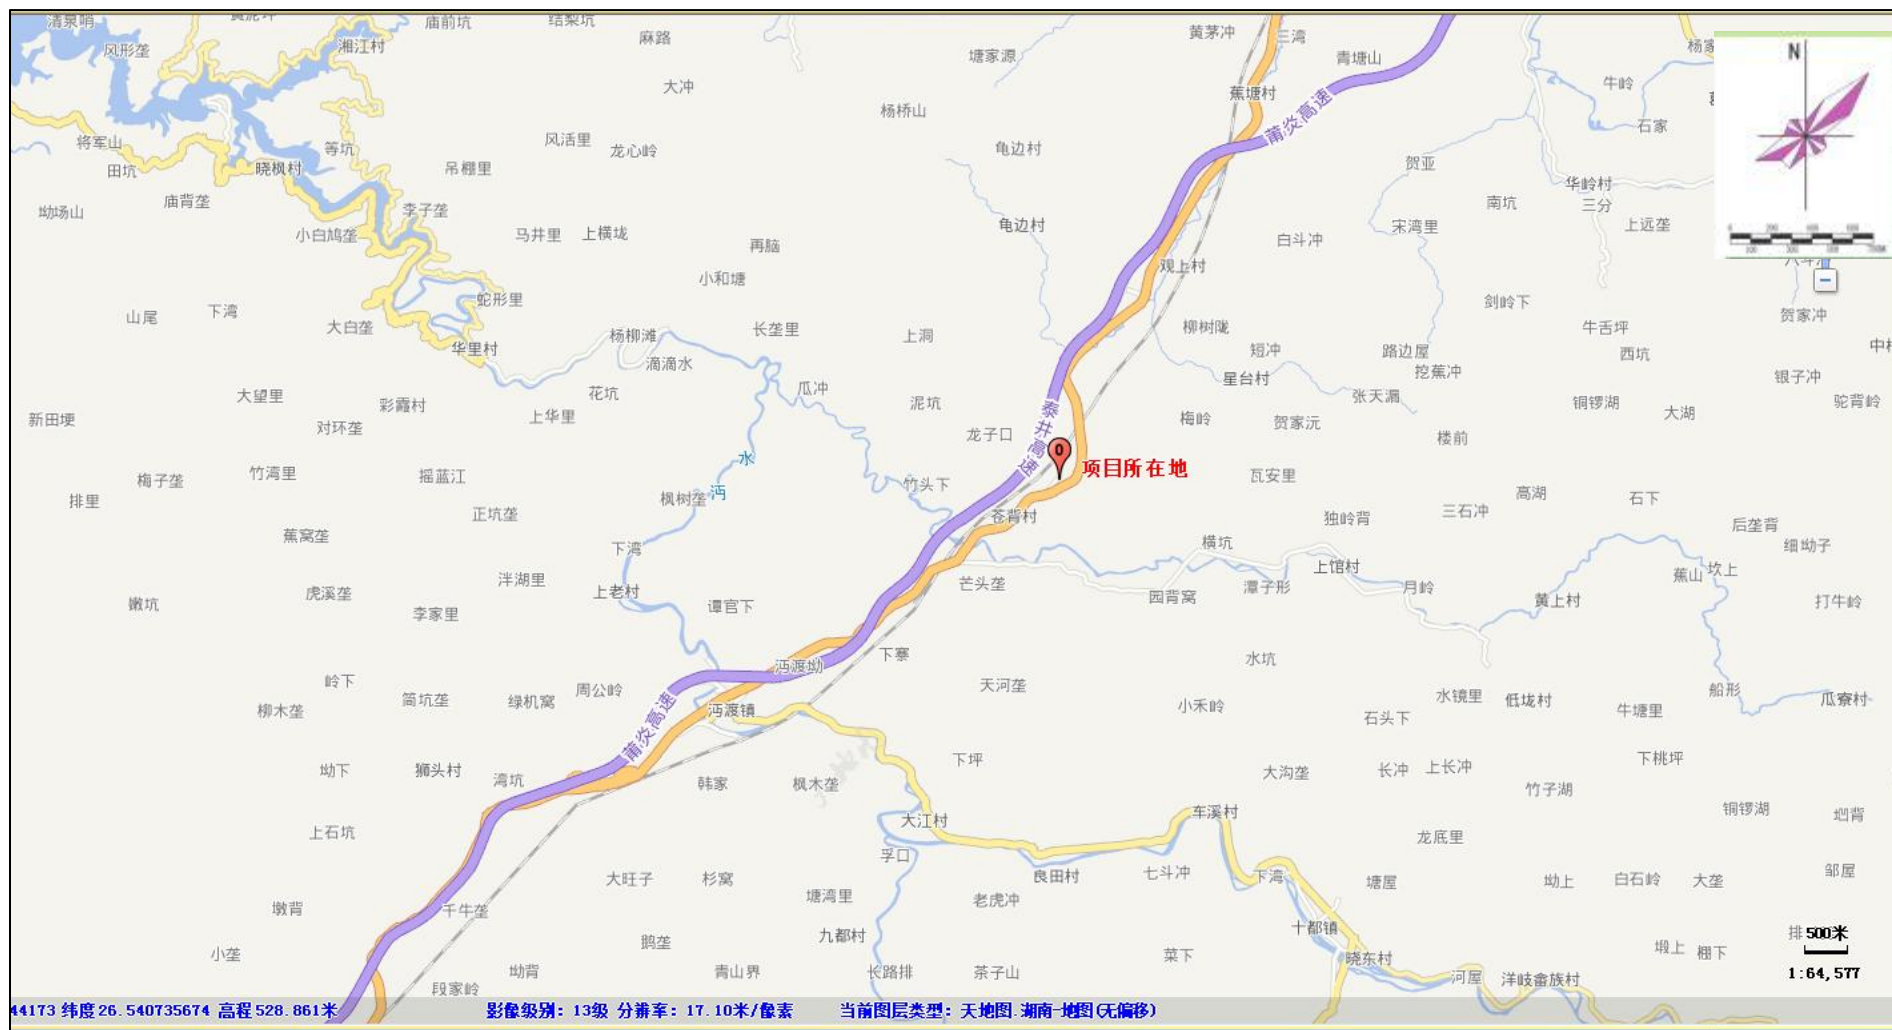 清泉哨
庙前坑
结梨坑
黄茅冲
三湾
风形垄
湘江村
麻路
塘家源
青塘山
N
大冲
蕉塘村
牛岭
杨桥山
莆炎高速
石家
将军山
等坑
风活里
龙心岭
龟边村
田坑
晓枫村
吊棚里
贺亚
华岭村
坳场山
庙背垄
李子垄
南坑
三分
小白鸠垄
马井里
上横垅
再脑
龟边村
白斗冲
宋湾里
上远垄
小和塘
观上村
蛇形里
剑岭下
山尾
下湾
大白垄
杨柳滩
长垄里
上洞
柳树陇
牛舌坪
贺家冲
华里村
滴滴水
短冲
路边屋
西坑
星台村
挖蕉冲
银子冲
大望里
彩霞村
花坑
瓜冲
泥坑
泰井高速
张天漏
铜锣湖
大湖
驼背岭
新田埂
对环垄
上华里
龙子口
梅岭
贺家沅
楼前
水
0
项目所在地
梅子垄
竹湾里
摇蓝江
竹头下
瓦安里
排里
枫树垄
沔
高湖
石下
正坑垄
苍背村
独岭背
三石冲
后垄背
蕉窝垄
下湾
横坑
细坳子
泮湖里
上老村
芒头垄
上馆村
蕉山
坎上
嫩坑
虎溪垄
李家里
谭官下
园背窝
潭子形
月岭
黄上村
打牛岭
沔渡坳
下寨
水坑
岭下
简坑垄
绿机窝
周公岭
天河垄
水镜里
低垅村
船形
瓜寮村
柳木垄
莆炎高速
沔渡镇
小禾岭
石头下
牛塘里
坳下
狮头村
湾坑
韩家
枫木垄
下坪
大沟垄
长冲
上长冲
下桃坪
竹子湖
上石坑
大江村
车溪村
铜锣湖
龙底里
孚口
大旺子
杉窝
良田村
七斗冲
下湾
塘屋
坳上
白石岭
大垄
邹屋
墩背
千牛垄
塘湾里
老虎冲
小垄
鹅垄
九都村
十都镇
排
500米
坳背
青山界
长路排
茶子山
菜下
晓东村
塅上
棚下
段家岭
河屋
洋岐畲族村
1:64,577
44173 纬度26.540735674 高程528.861米
影像级别：13级 分辨率：17.10米/像素
当前图层类型：天地图.湖南-地图(无偏移)